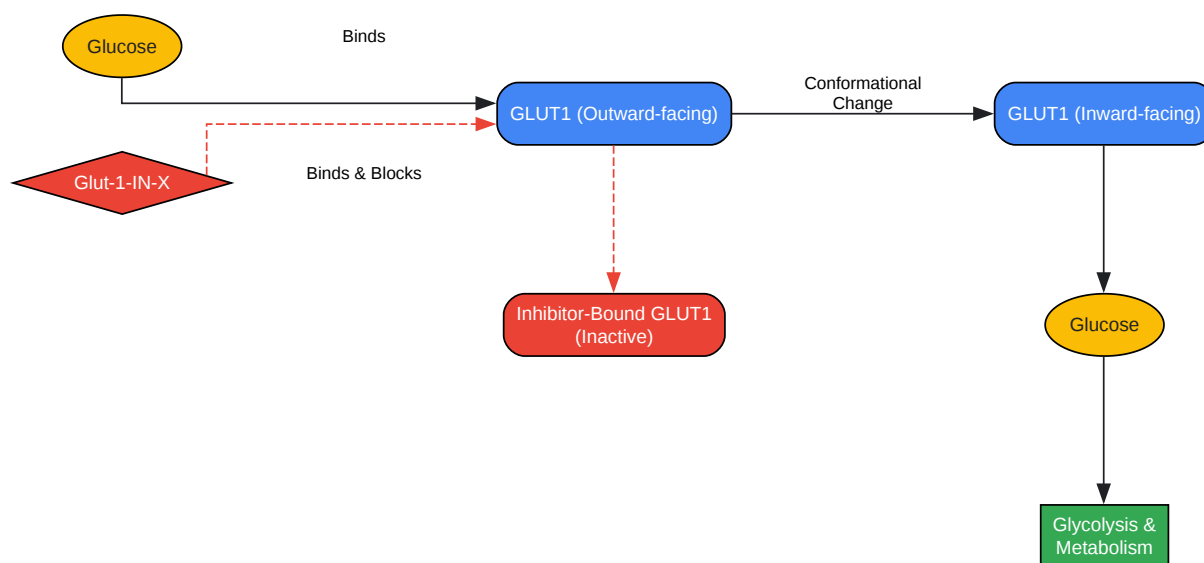 Glucose
Binds
GLUT1 (Outward-facing)
Conformational
Change
GLUT1 (Inward-facing)
Glut-1-IN-X
Binds & Blocks
Inhibitor-Bound GLUT1
(Inactive)
Glucose
Glycolysis &
Metabolism